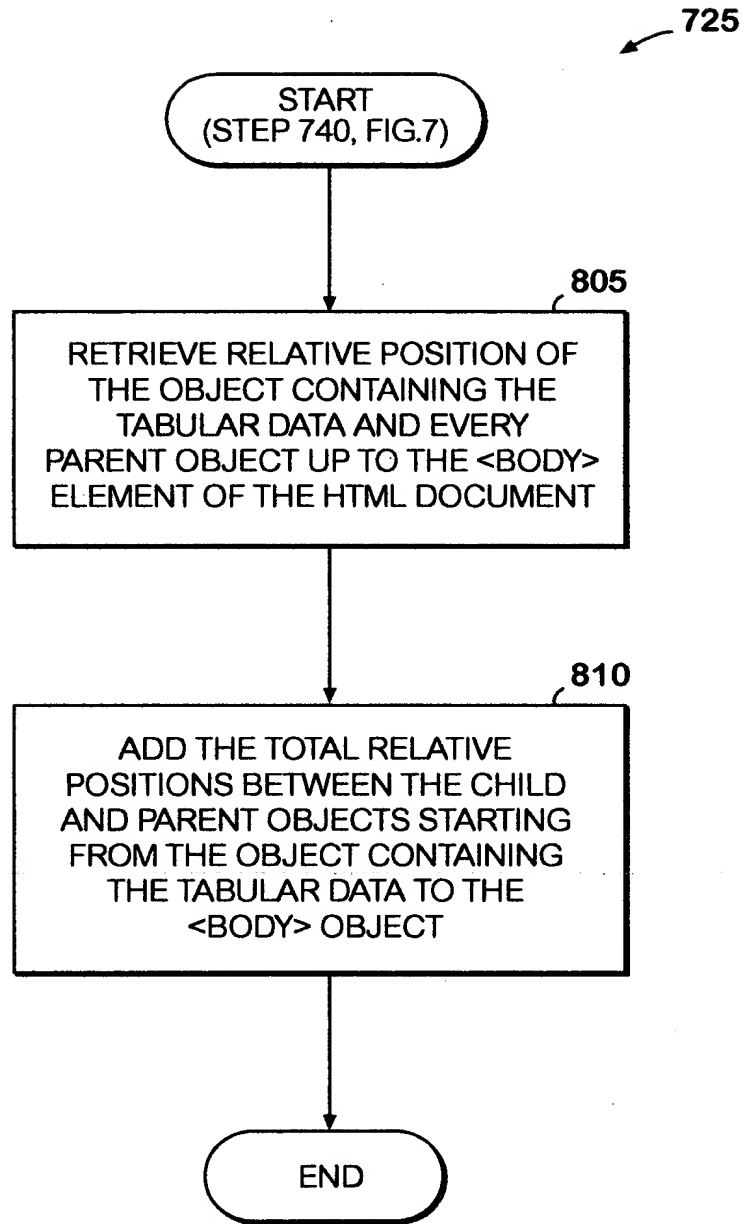 725
START
(STEP 740, FIG.7)
805
RETRIEVE RELATIVE POSITION OF
THE OBJECT CONTAINING THE
TABULAR DATA AND EVERY
PARENT OBJECT UP TO THE <BODY>
ELEMENT OF THE HTML DOCUMENT
810
ADD THE TOTAL RELATIVE
POSITIONS BETWEEN THE CHILD
AND PARENT OBJECTS STARTING
FROM THE OBJECT CONTAINING
THE TABULAR DATA TO THE
<BODY> OBJECT
END